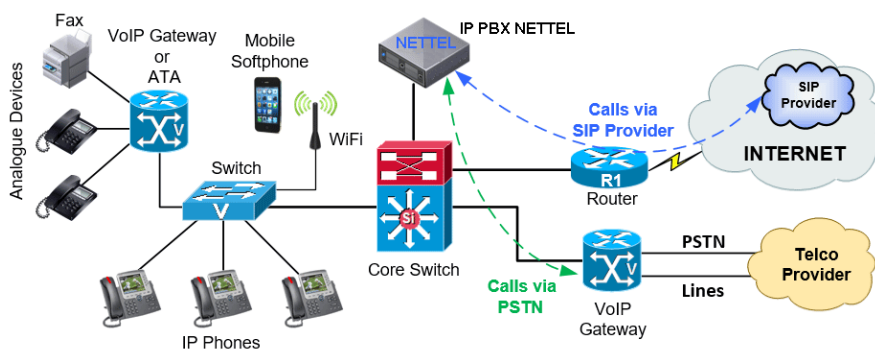 Fax
VoIP Gateway
or
ATA
Analogue Devices
V
Mobile
Softphone
WiFi
Switch
V
IP Phones
NETTEL
IP PBX NETTEL
Si
Core Switch
Calls via
SIP Provider
R1
Router
SIP
Provider
INTERNET
Calls via
PSTN
V
VoIP
Gateway
PSTN
Lines
Telco
Provider